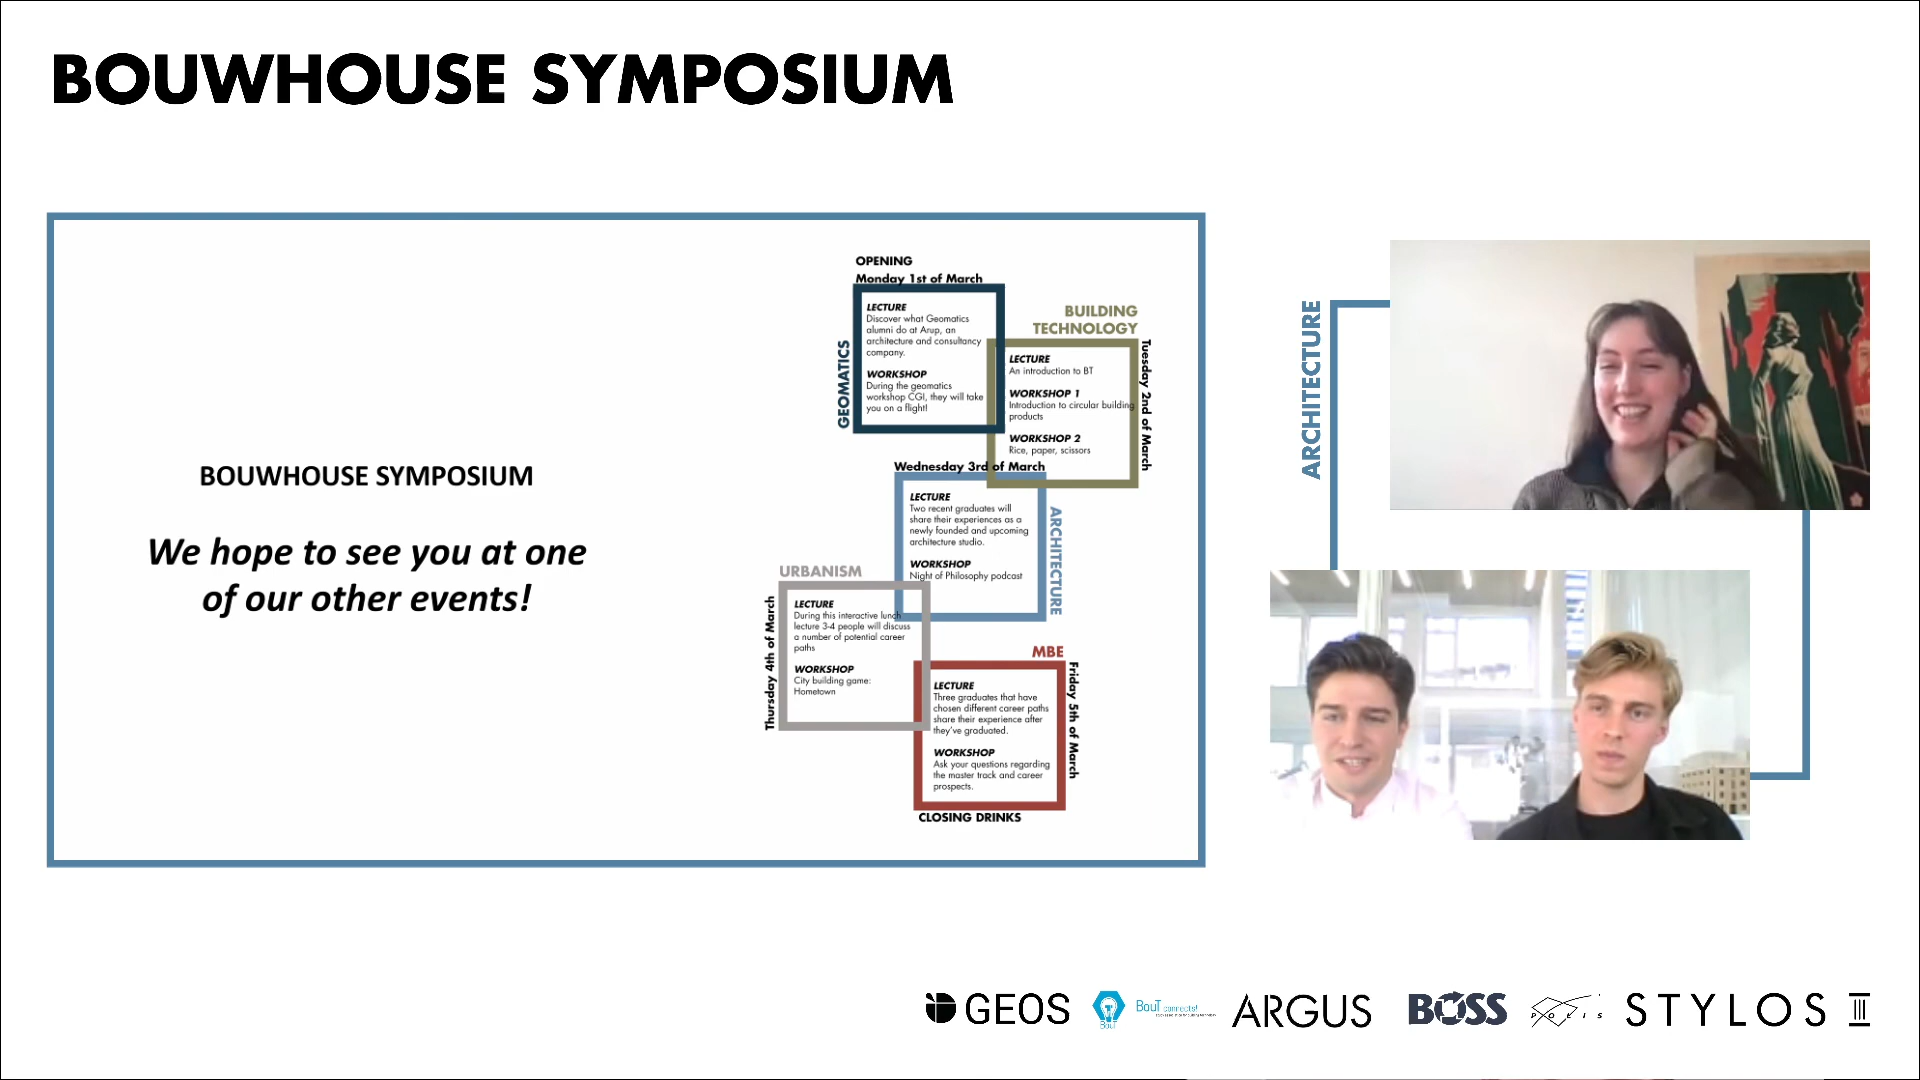 BOUWHOUSE SYMPOSIUM
BOUWHOUSE SYMPOSIUM
We hope to see you at one
of our other events!
OPENING
Monday 1st of March
GEOMATICS
LECTURE
Discover what Geomatics
alumni do at Arup, an
architecture and consultancy
company.
WORKSHOP
During the geomatics
workshop CGI, they will take
you on a flight!
BUILDING
TECHNOLOGY
Tuesday 2nd of March
LECTURE
An introduction to BT
WORKSHOP 1
Introduction to circular building
products
WORKSHOP 2
Rice, paper, scissors
Wednesday 3rd of March
ARCHITECTURE
LECTURE
Two recent graduates will
share their experiences as a
newly founded and upcoming
architecture studio.
WORKSHOP
Night of Philosophy podcast
URBANISM
Thursday 4th of March
LECTURE
During this interactive lunch
lecture 3-4 people will discuss
a number of potential career
paths
WORKSHOP
City building game:
Hometown
MBE
Friday 5th of March
LECTURE
Three graduates that have
chosen different career paths
share their experience after
they've graduated.
WORKSHOP
Ask your questions regarding
the master track and career
prospects.
CLOSING DRINKS
ARCHITECTURE
GEOS
BouT
BouT connects!
ARGUS
BOSS
POLIS
STYLOS